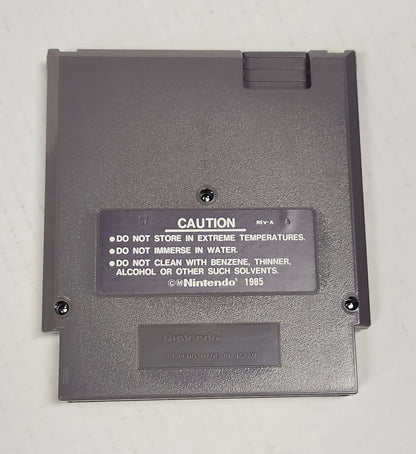 CAUTION REV-A
●DO NOT STORE IN EXTREME TEMPERATURES.
●DO NOT IMMERSE IN WATER.
●DO NOT CLEAN WITH BENZENE, THINNER,
ALCOHOL OR OTHER SUCH SOLVENTS.
©ⓂNintendo® 1985
Nintendo